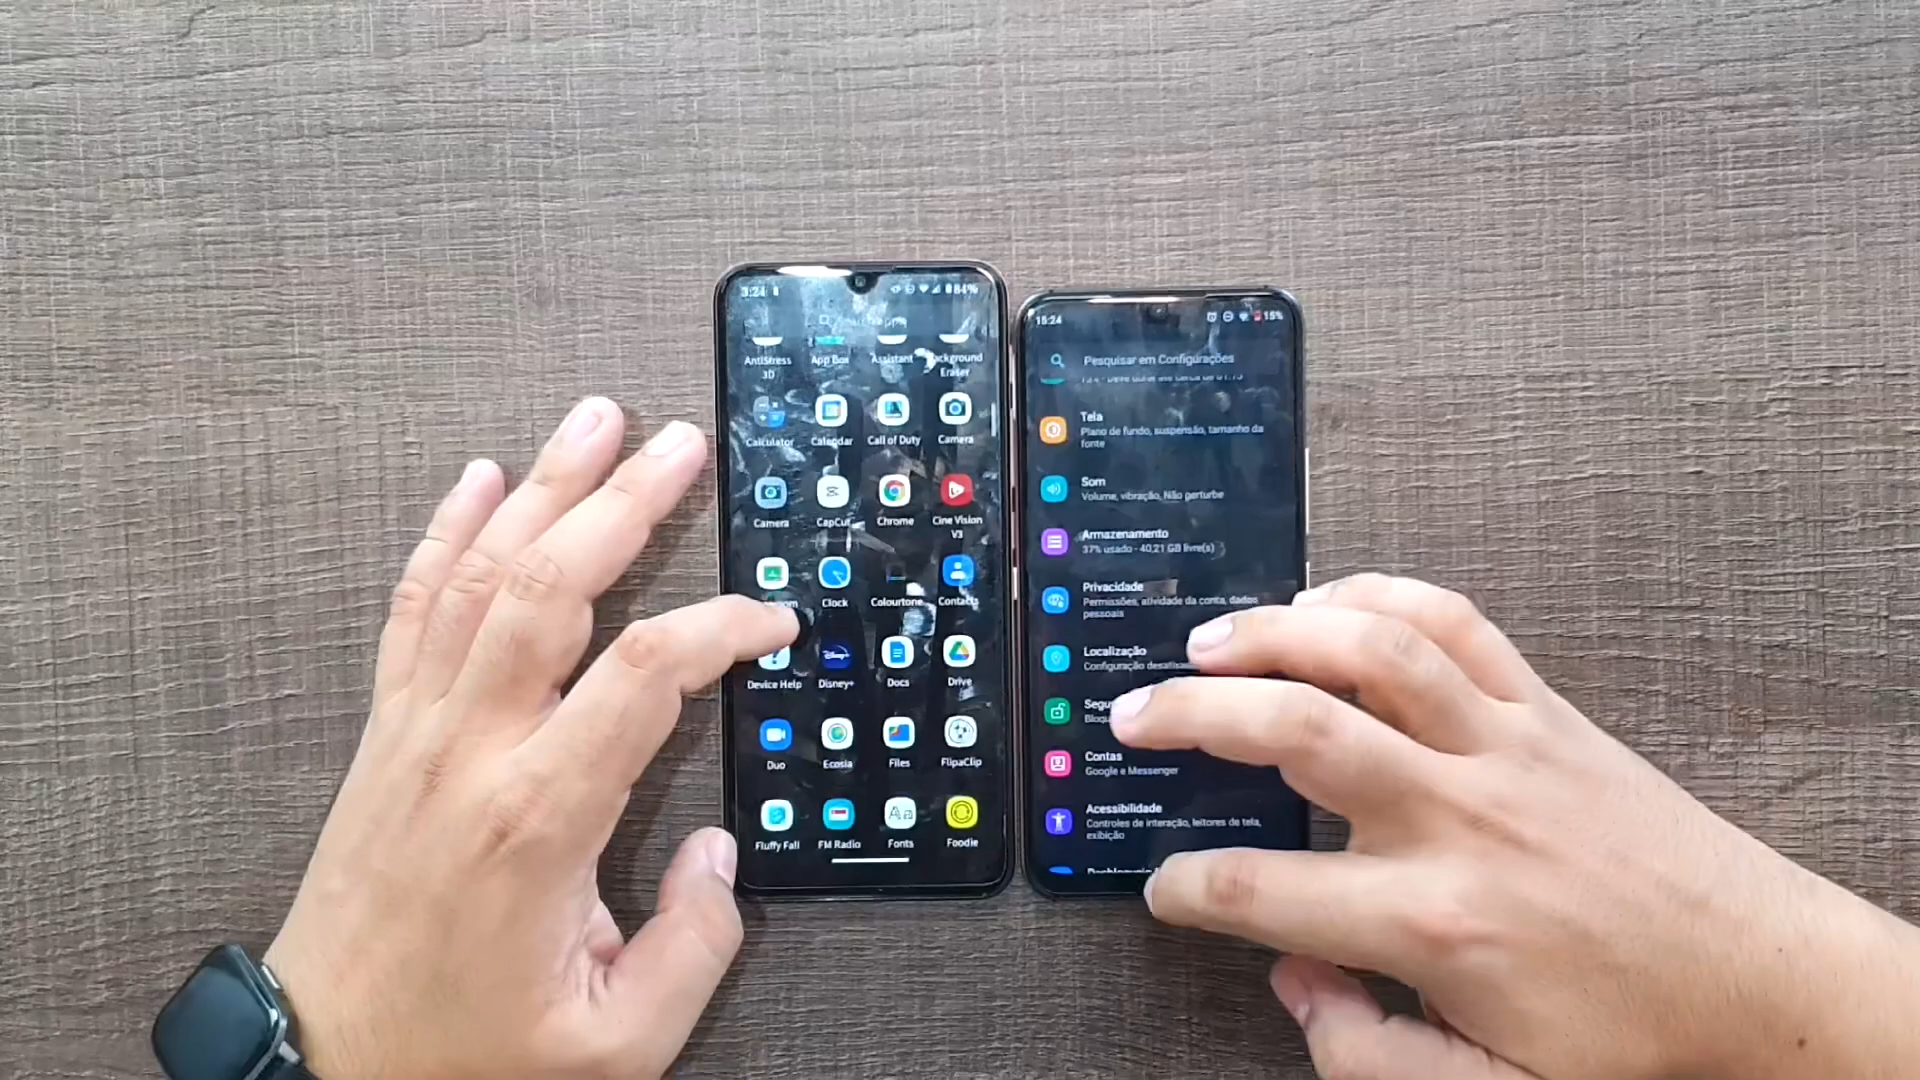 3:24
84%
AntiStress
3D
App Box
Assistant
Eraser
Calculator
Calendar
Call of Duty
Camera
Camera
CapCut
Chrome
Cine Vision
V3
Clock
Colourtone
Contacts
Device Help
Disney+
Docs
Drive
Duo
Ecosia
Files
FlipaClip
Fluffy Fall
FM Radio
Fonts
Foodie
15:24
15%
Pesquisar em Configurações
Tela
Plano de fundo, suspensão, tamanho da
fonte
Som
Volume, vibração, Não perturbe
Armazenamento
37% usado - 40,21 GB livre(s)
Privacidade
Permissões, atividade da conta, dados
pessoais
Localização
Configuração
Contas
Google e Messenger
Acessibilidade
Controles de interação, leitores de tela,
exibição